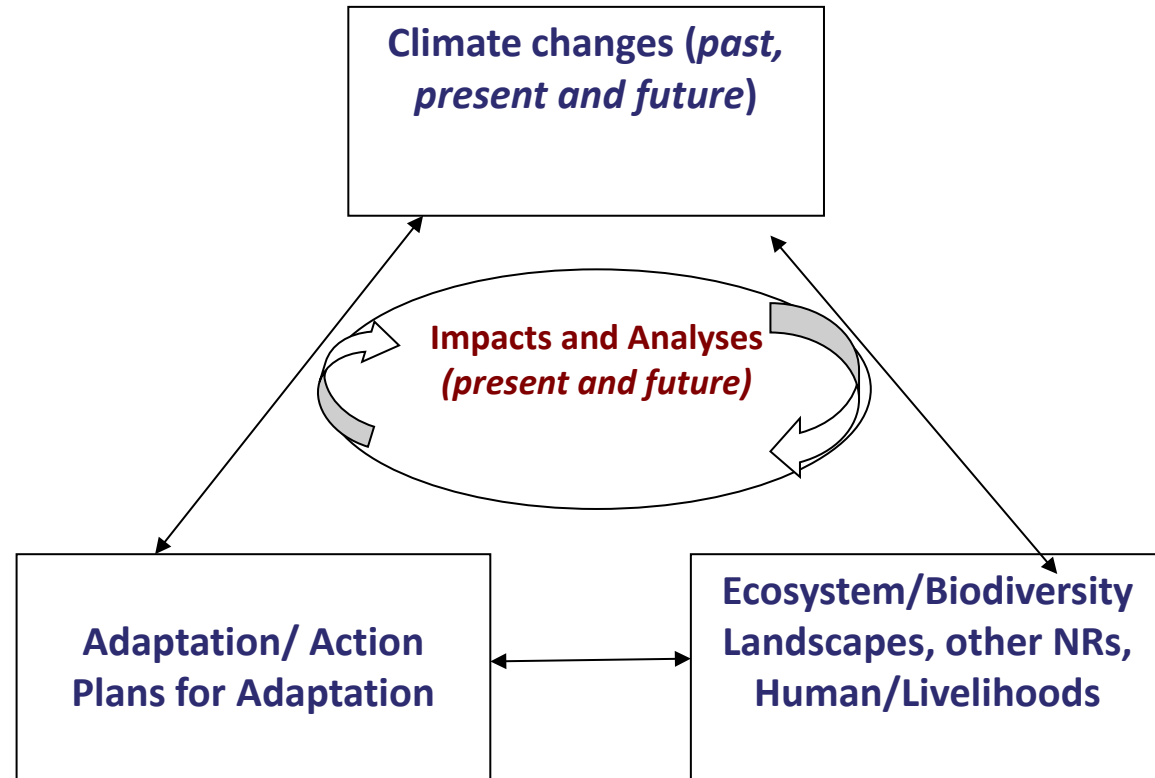 Climate changes (past,
present and future)
Impacts and Analyses
(present and future)
Adaptation/ Action
Plans for Adaptation
Ecosystem/Biodiversity
Landscapes, other NRs,
Human/Livelihoods